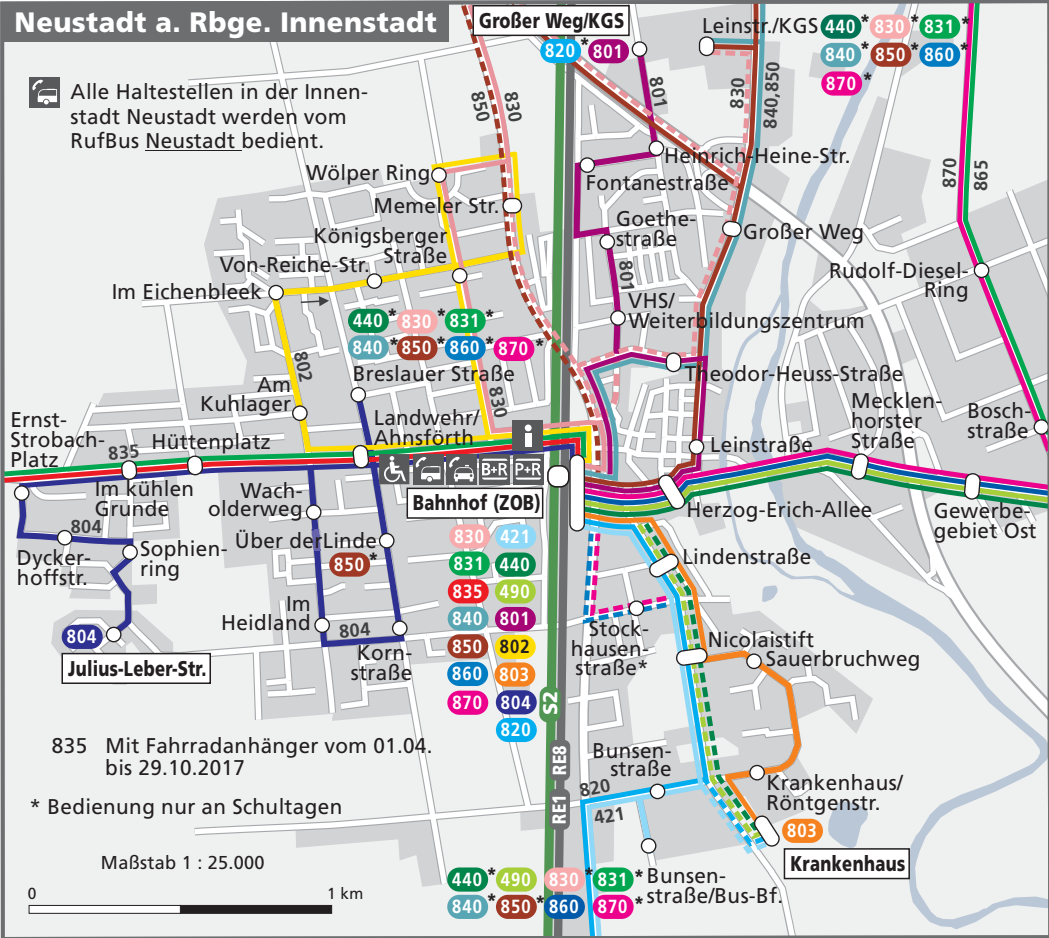 Neustadt a. Rbge. Innenstadt
Großer Weg/KGS
820* 801
Leinstr./KGS 440* 830* 831*
840* 850* 860*
870*
Alle Haltestellen in der Innen-
stadt Neustadt werden vom
RufBus Neustadt bedient.
850
830
801
830
840,850
870
865
Heinrich-Heine-Str.
Fontanestraße
Wölper Ring
Memeler Str.
Goethe-
straße
Großer Weg
Königsberger
Straße
Von-Reiche-Str.
Im Eichenbleek
801
Rudolf-Diesel-
Ring
VHS/
Weiterbildungszentrum
440* 830* 831*
840* 850* 860* 870*
Breslauer Straße
802
830
Theodor-Heuss-Straße
Am
Kuhlager
Mecklen-
horster
Straße
Bosch-
straße
Ernst-
Strobach-
Platz
835
Hüttenplatz
Landwehr/
Ahnsförth
i
Leinstraße
B+R P+R
Bahnhof (ZOB)
Im kühlen
Grunde
Wach-
olderweg
Herzog-Erich-Allee
Gewerbe-
gebiet Ost
804
Dycker-
hoffstr.
Sophien-
ring
Über derLinde
850*
830 421
831 440
835 490
840 801
850 802
860 803
870 804
820
Lindenstraße
Im
Heidland
804
Korn-
straße
Stock-
hausen-
straße*
Nicolaistift
Sauerbruchweg
804
Julius-Leber-Str.
S2
835 Mit Fahrradanhänger vom 01.04.
bis 29.10.2017
RE8
RE1
Bunsen-
straße
820
421
Krankenhaus/
Röntgenstr.
803
Krankenhaus
* Bedienung nur an Schultagen
Maßstab 1 : 25.000
0 1 km
440* 490 830* 831*
840* 850* 860 870*
Bunsen-
straße/Bus-Bf.